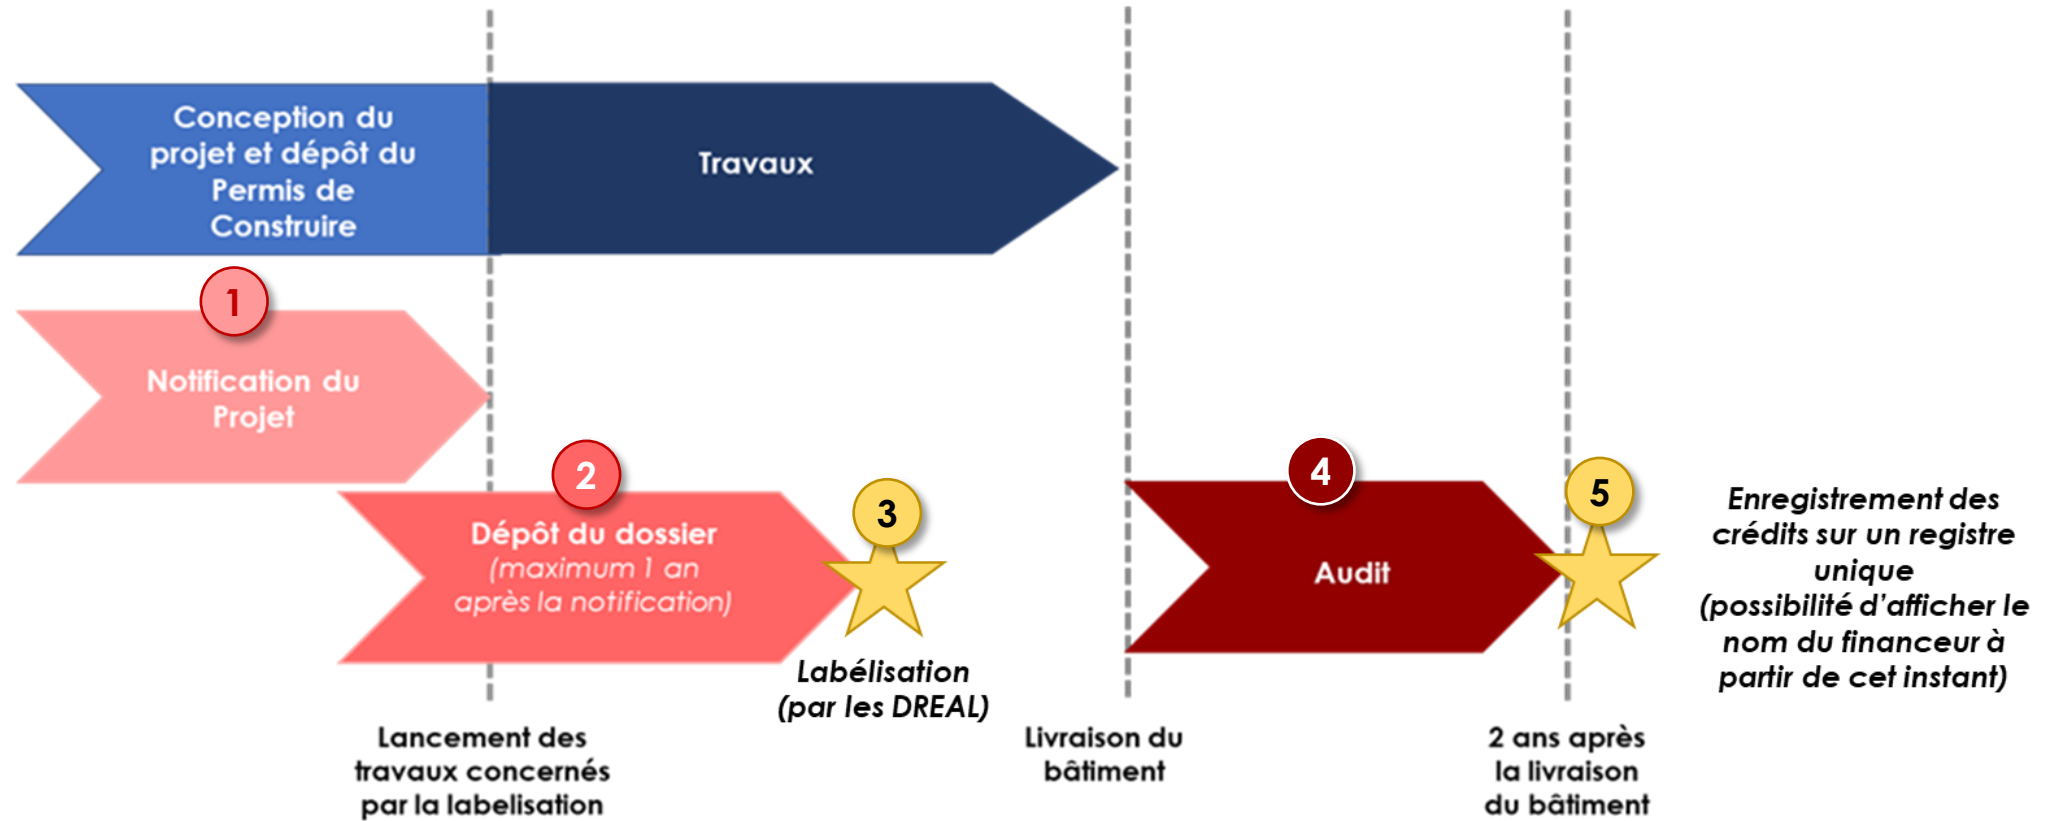 Conception du
projet et dépôt du
Permis de
Construire
Travaux
1
Notification du
Projet
2
Dépôt du dossier
(maximum 1 an
après la notification)
3
Labélisation
(par les DREAL)
4
Audit
5
Enregistrement des
crédits sur un registre
unique
(possibilité d'afficher le
nom du financeur à
partir de cet instant)
Lancement des
travaux concernés
par la labelisation
Livraison du
bâtiment
2 ans après
la livraison
du bâtiment